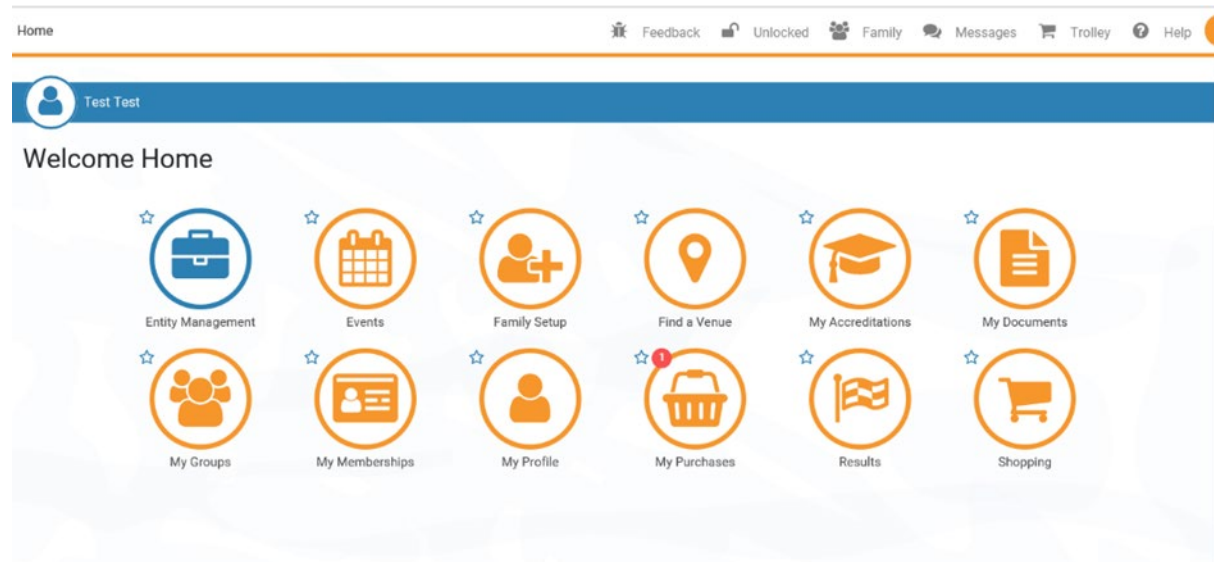 Home Feedback Unlocked Family Messages Trolley Help
Test Test
Welcome Home
Entity Management Events Family Setup Find a Venue My Accreditations My Documents
1
My Groups My Memberships My Profile My Purchases Results Shopping